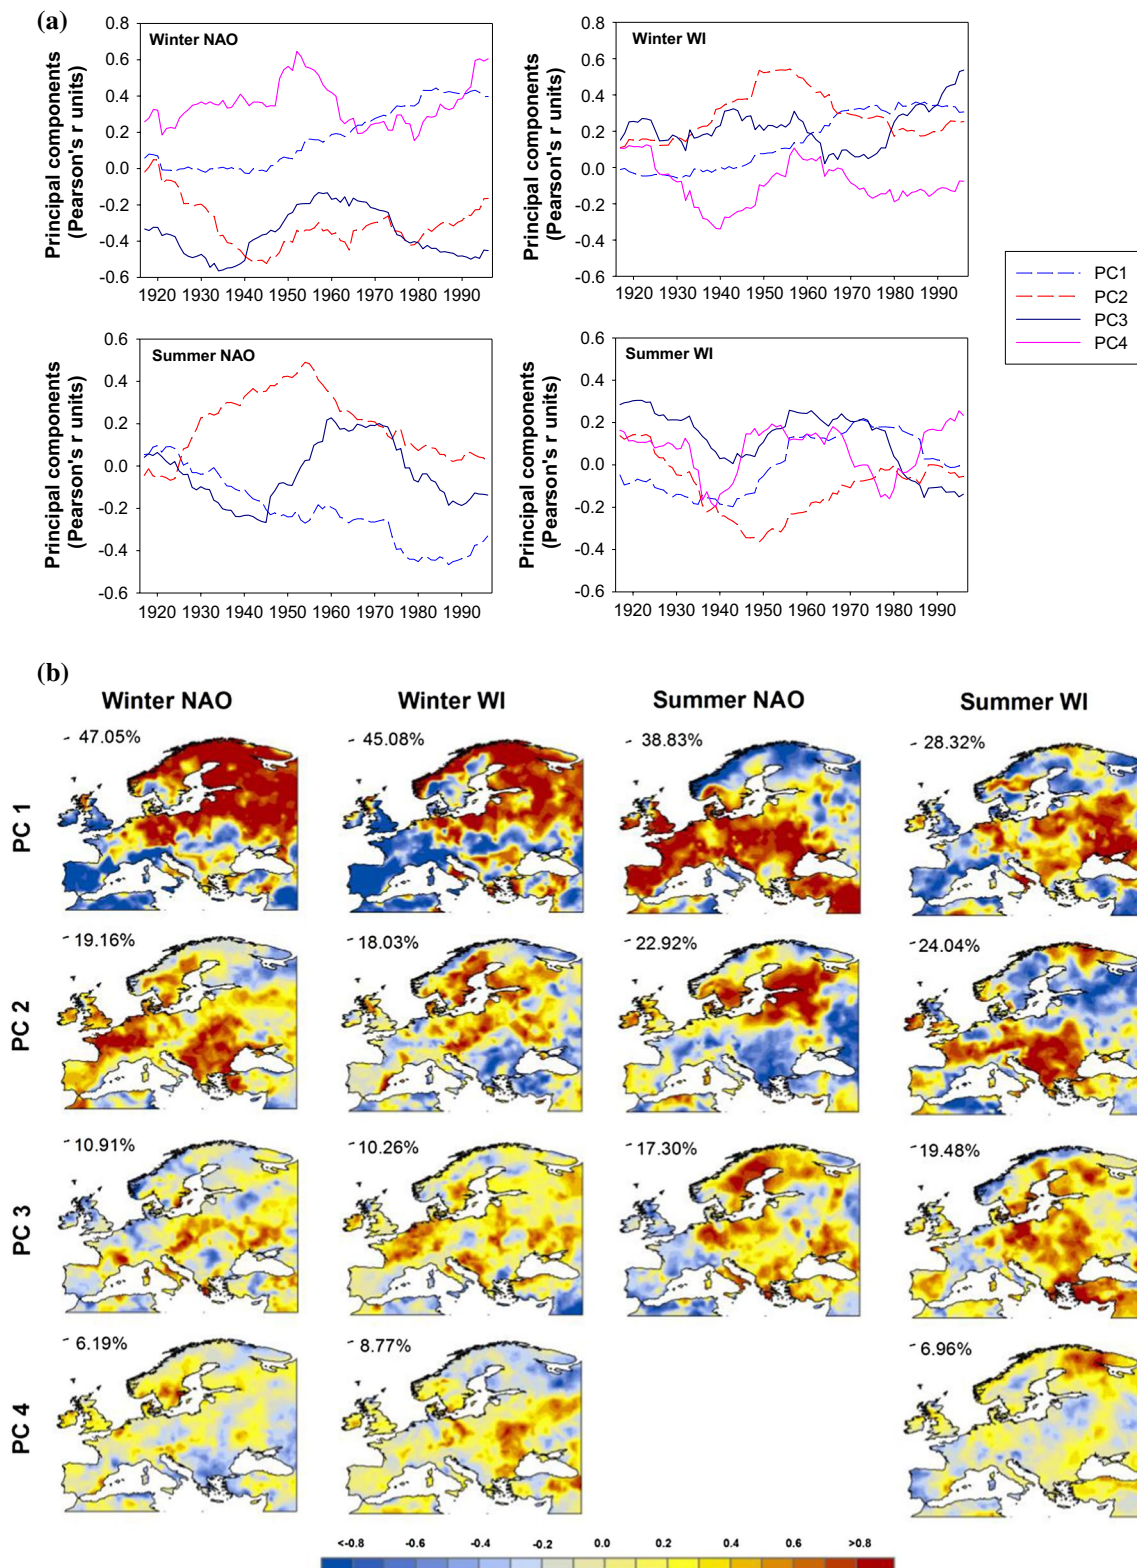 (a)
Winter NAO
Principal components
(Pearson's r units)
0.8
0.6
0.4
0.2
0.0
-0.2
-0.4
-0.6
1920 1930 1940 1950 1960 1970 1980 1990
Winter WI
Principal components
(Pearson's r units)
0.8
0.6
0.4
0.2
0.0
-0.2
-0.4
-0.6
1920 1930 1940 1950 1960 1970 1980 1990
PC1
PC2
PC3
PC4
Summer NAO
Principal components
(Pearson's r units)
0.6
0.4
0.2
0.0
-0.2
-0.4
-0.6
1920 1930 1940 1950 1960 1970 1980 1990
Summer WI
Principal components
(Pearson's r units)
0.6
0.4
0.2
0.0
-0.2
-0.4
-0.6
1920 1930 1940 1950 1960 1970 1980 1990
(b)
Winter NAO Winter WI Summer NAO Summer WI
PC 1
47.05% 45.08% 38.83% 28.32%
PC 2
19.16% 18.03% 22.92% 24.04%
PC 3
10.91% 10.26% 17.30% 19.48%
PC 4
6.19% 8.77% 6.96%
<-0.8 -0.6 -0.4 -0.2 0.0 0.2 0.4 0.6 >0.8